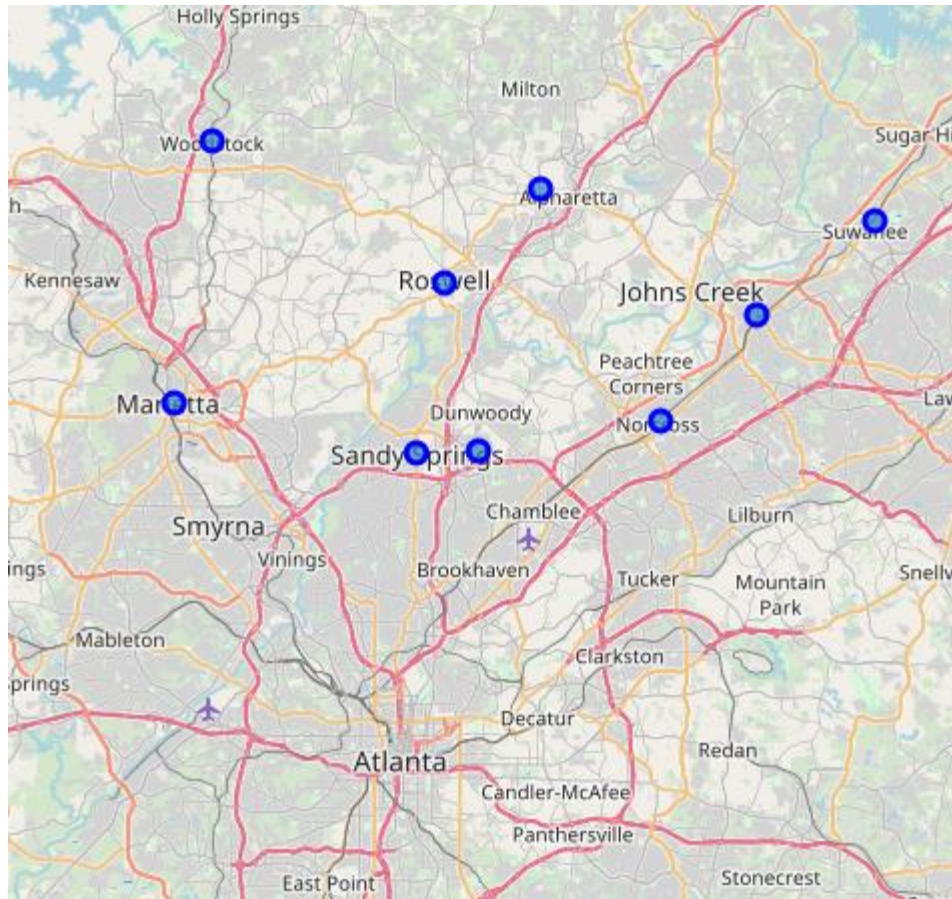 Holly Springs
Milton
Woodstock
Sugar Hi
Alpharetta
h
Suwanee
Kennesaw
Roswell
Johns Creek
Peachtree
Corners
Marietta
Dunwoody
Law
Norcross
Sandy Springs
Chamblee
Lilburn
Smyrna
Vinings
ings
Brookhaven
Tucker
Snellv
Mountain
Park
Mableton
Clarkston
prings
Decatur
Redan
Atlanta
Candler-McAfee
Panthersville
East Point
Stonecrest